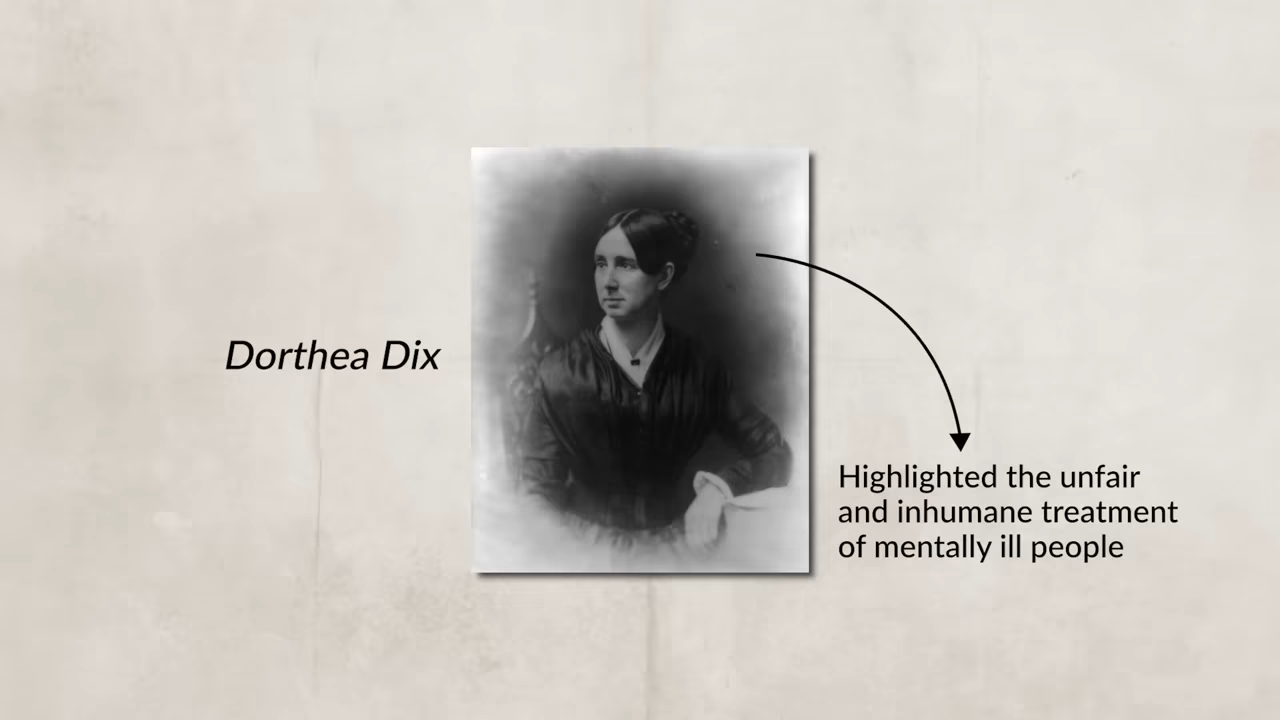 Dorthea Dix
Highlighted the unfair
and inhumane treatment
of mentally ill people